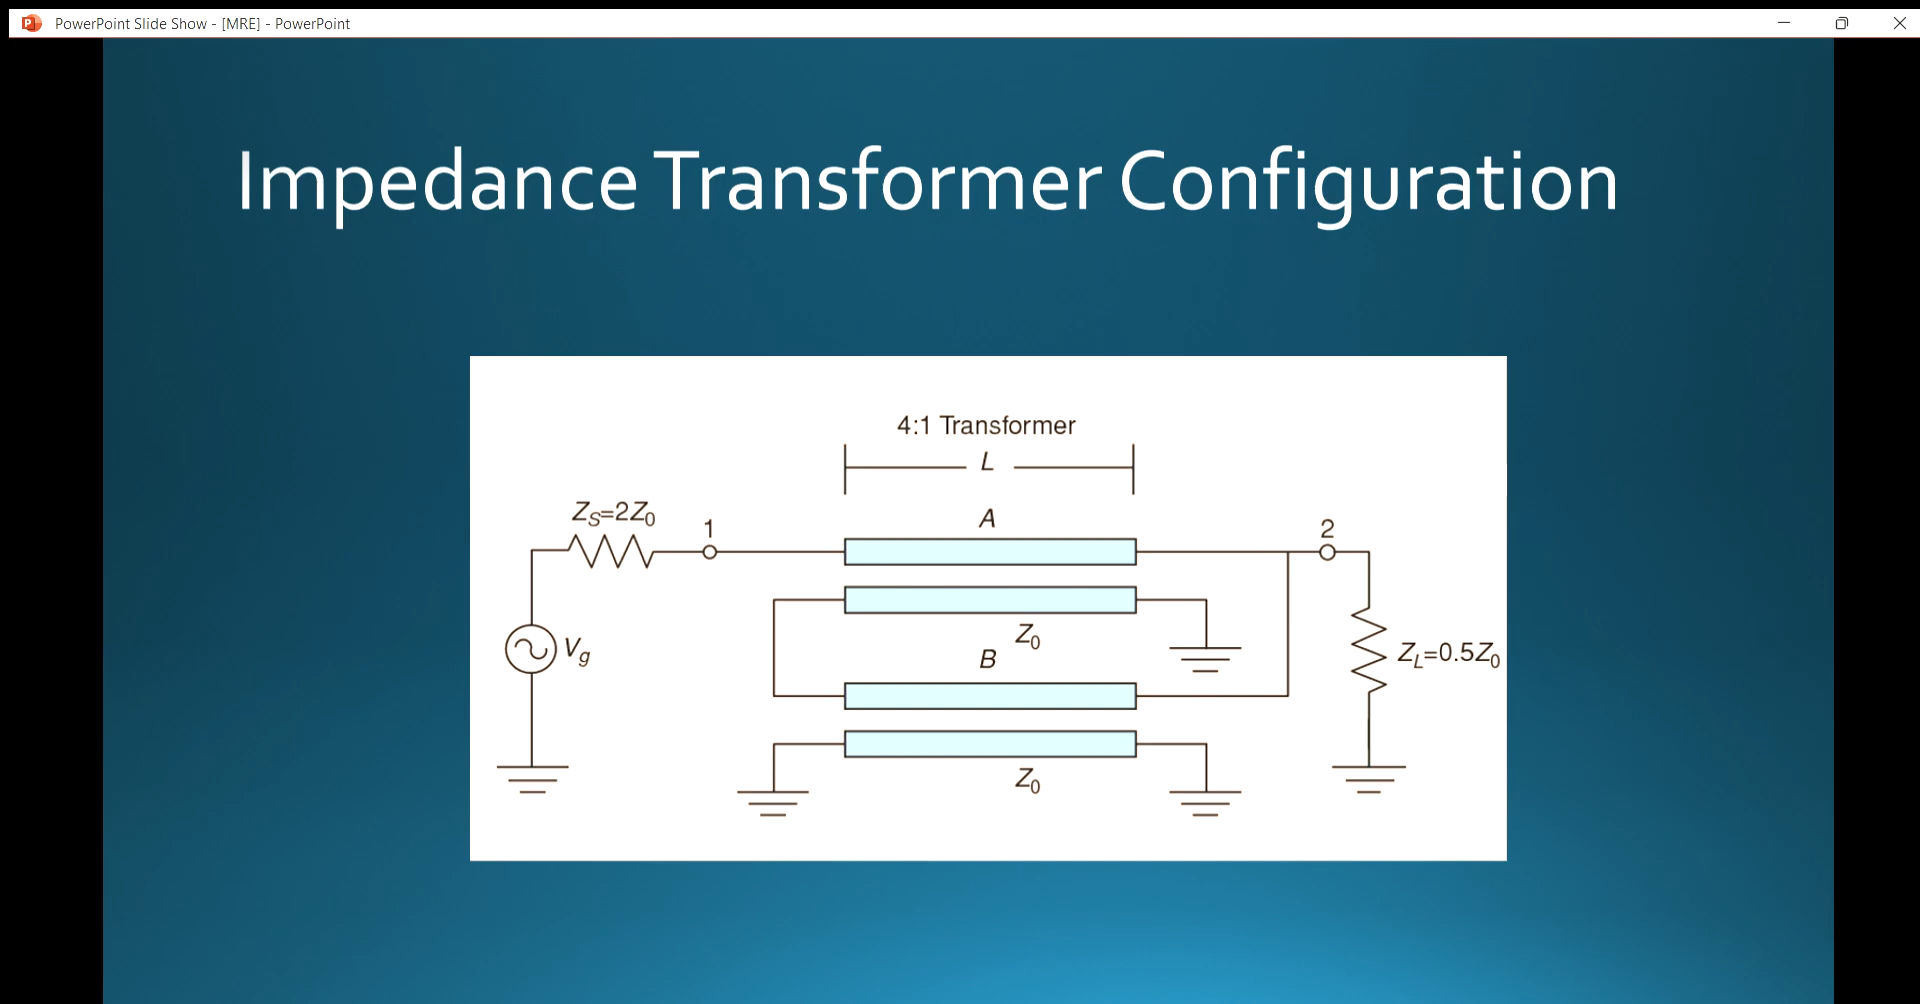 PowerPoint Slide Show - [MRE] - PowerPoint
Impedance Transformer Configuration
4:1 Transformer
L
Z_S=2Z_0
1
A
2
V_g
Z_0
B
Z_L=0.5Z_0
Z_0